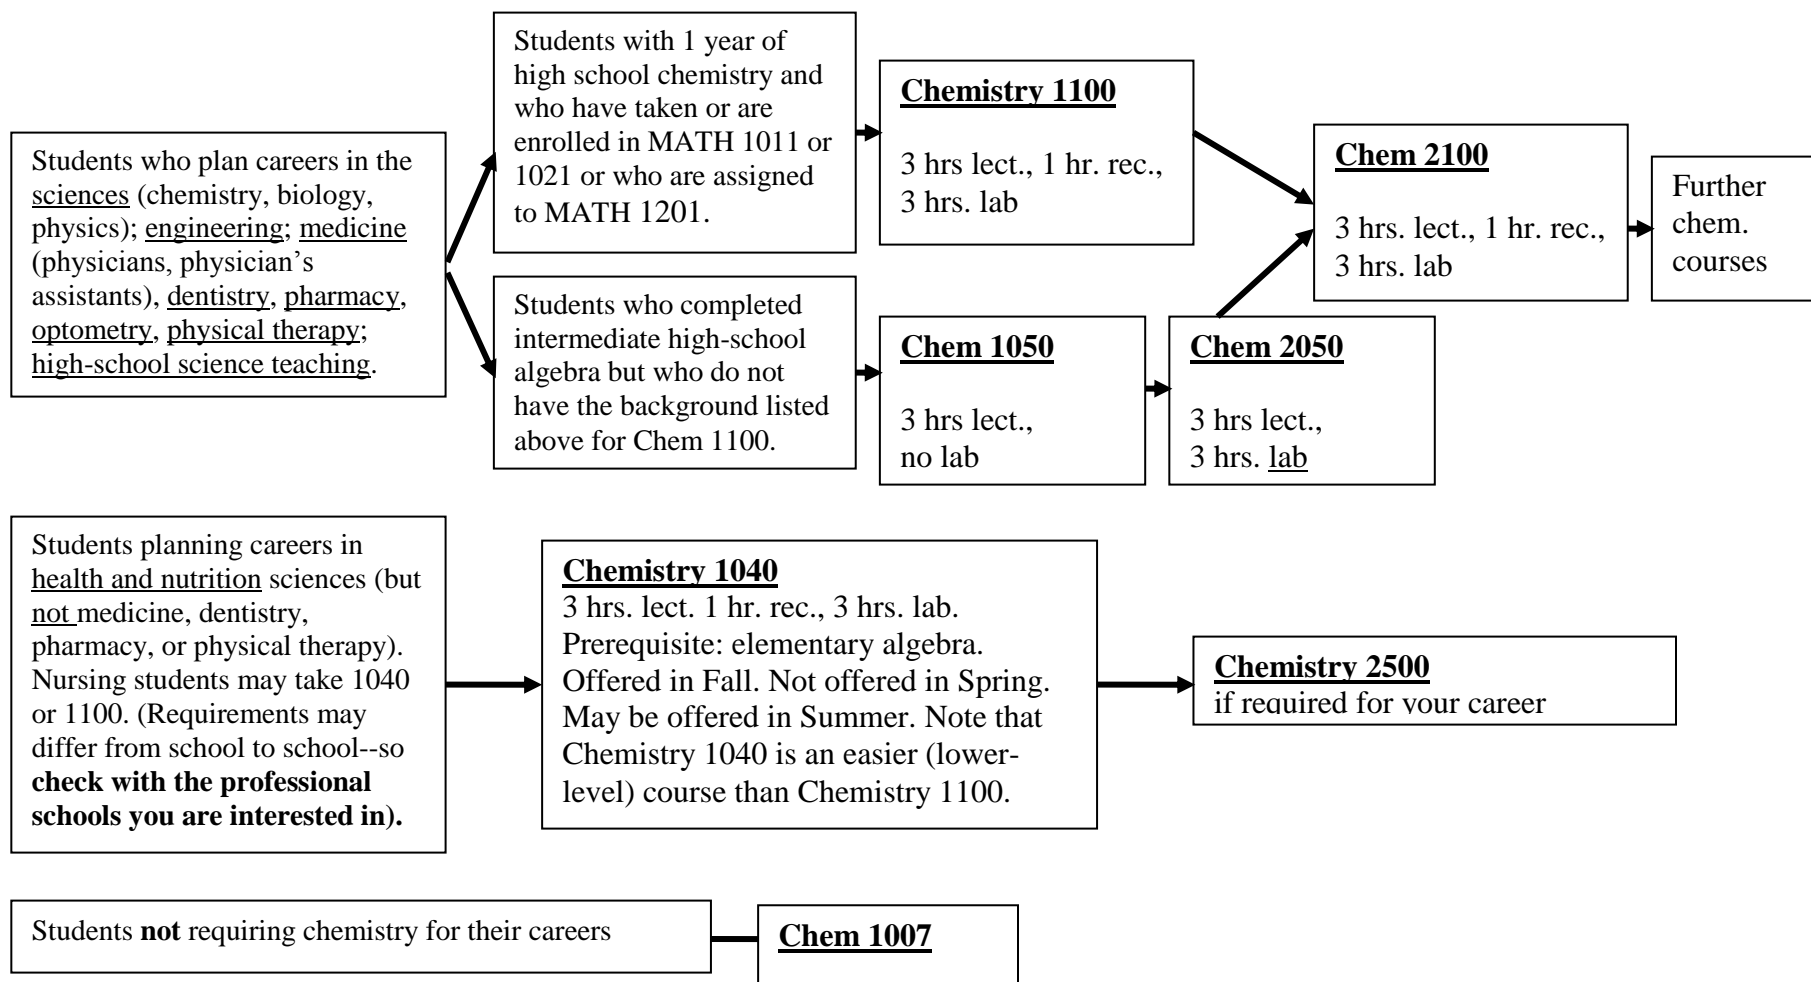 Students who plan careers in the
sciences (chemistry, biology,
physics); engineering; medicine
(physicians, physician’s
assistants), dentistry, pharmacy,
optometry, physical therapy;
high-school science teaching.
Students with 1 year of
high school chemistry and
who have taken or are
enrolled in MATH 1011 or
1021 or who are assigned
to MATH 1201.
Chemistry 1100
3 hrs lect., 1 hr. rec.,
3 hrs. lab
Students who completed
intermediate high-school
algebra but who do not
have the background listed
above for Chem 1100.
Chem 1050
3 hrs lect.,
no lab
Chem 2050
3 hrs lect.,
3 hrs. lab
Chem 2100
3 hrs. lect., 1 hr. rec.,
3 hrs. lab
Further
chem.
courses
Students planning careers in
health and nutrition sciences (but
not medicine, dentistry,
pharmacy, or physical therapy).
Nursing students may take 1040
or 1100. (Requirements may
differ from school to school--so
check with the professional
schools you are interested in).
Chemistry 1040
3 hrs. lect. 1 hr. rec., 3 hrs. lab.
Prerequisite: elementary algebra.
Offered in Fall. Not offered in Spring.
May be offered in Summer. Note that
Chemistry 1040 is an easier (lower-
level) course than Chemistry 1100.
Chemistry 2500
if required for your career
Students not requiring chemistry for their careers
Chem 1007